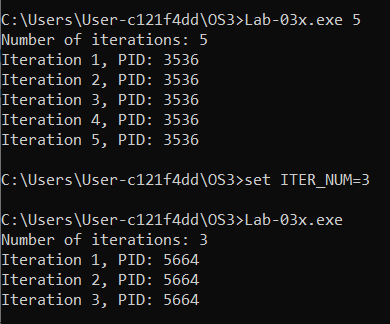 C:\Users\User-c121f4dd\OS3>Lab-03x.exe 5
Number of iterations: 5
Iteration 1, PID: 3536
Iteration 2, PID: 3536
Iteration 3, PID: 3536
Iteration 4, PID: 3536
Iteration 5, PID: 3536
C:\Users\User-c121f4dd\OS3>set ITER_NUM=3
C:\Users\User-c121f4dd\OS3>Lab-03x.exe
Number of iterations: 3
Iteration 1, PID: 5664
Iteration 2, PID: 5664
Iteration 3, PID: 5664